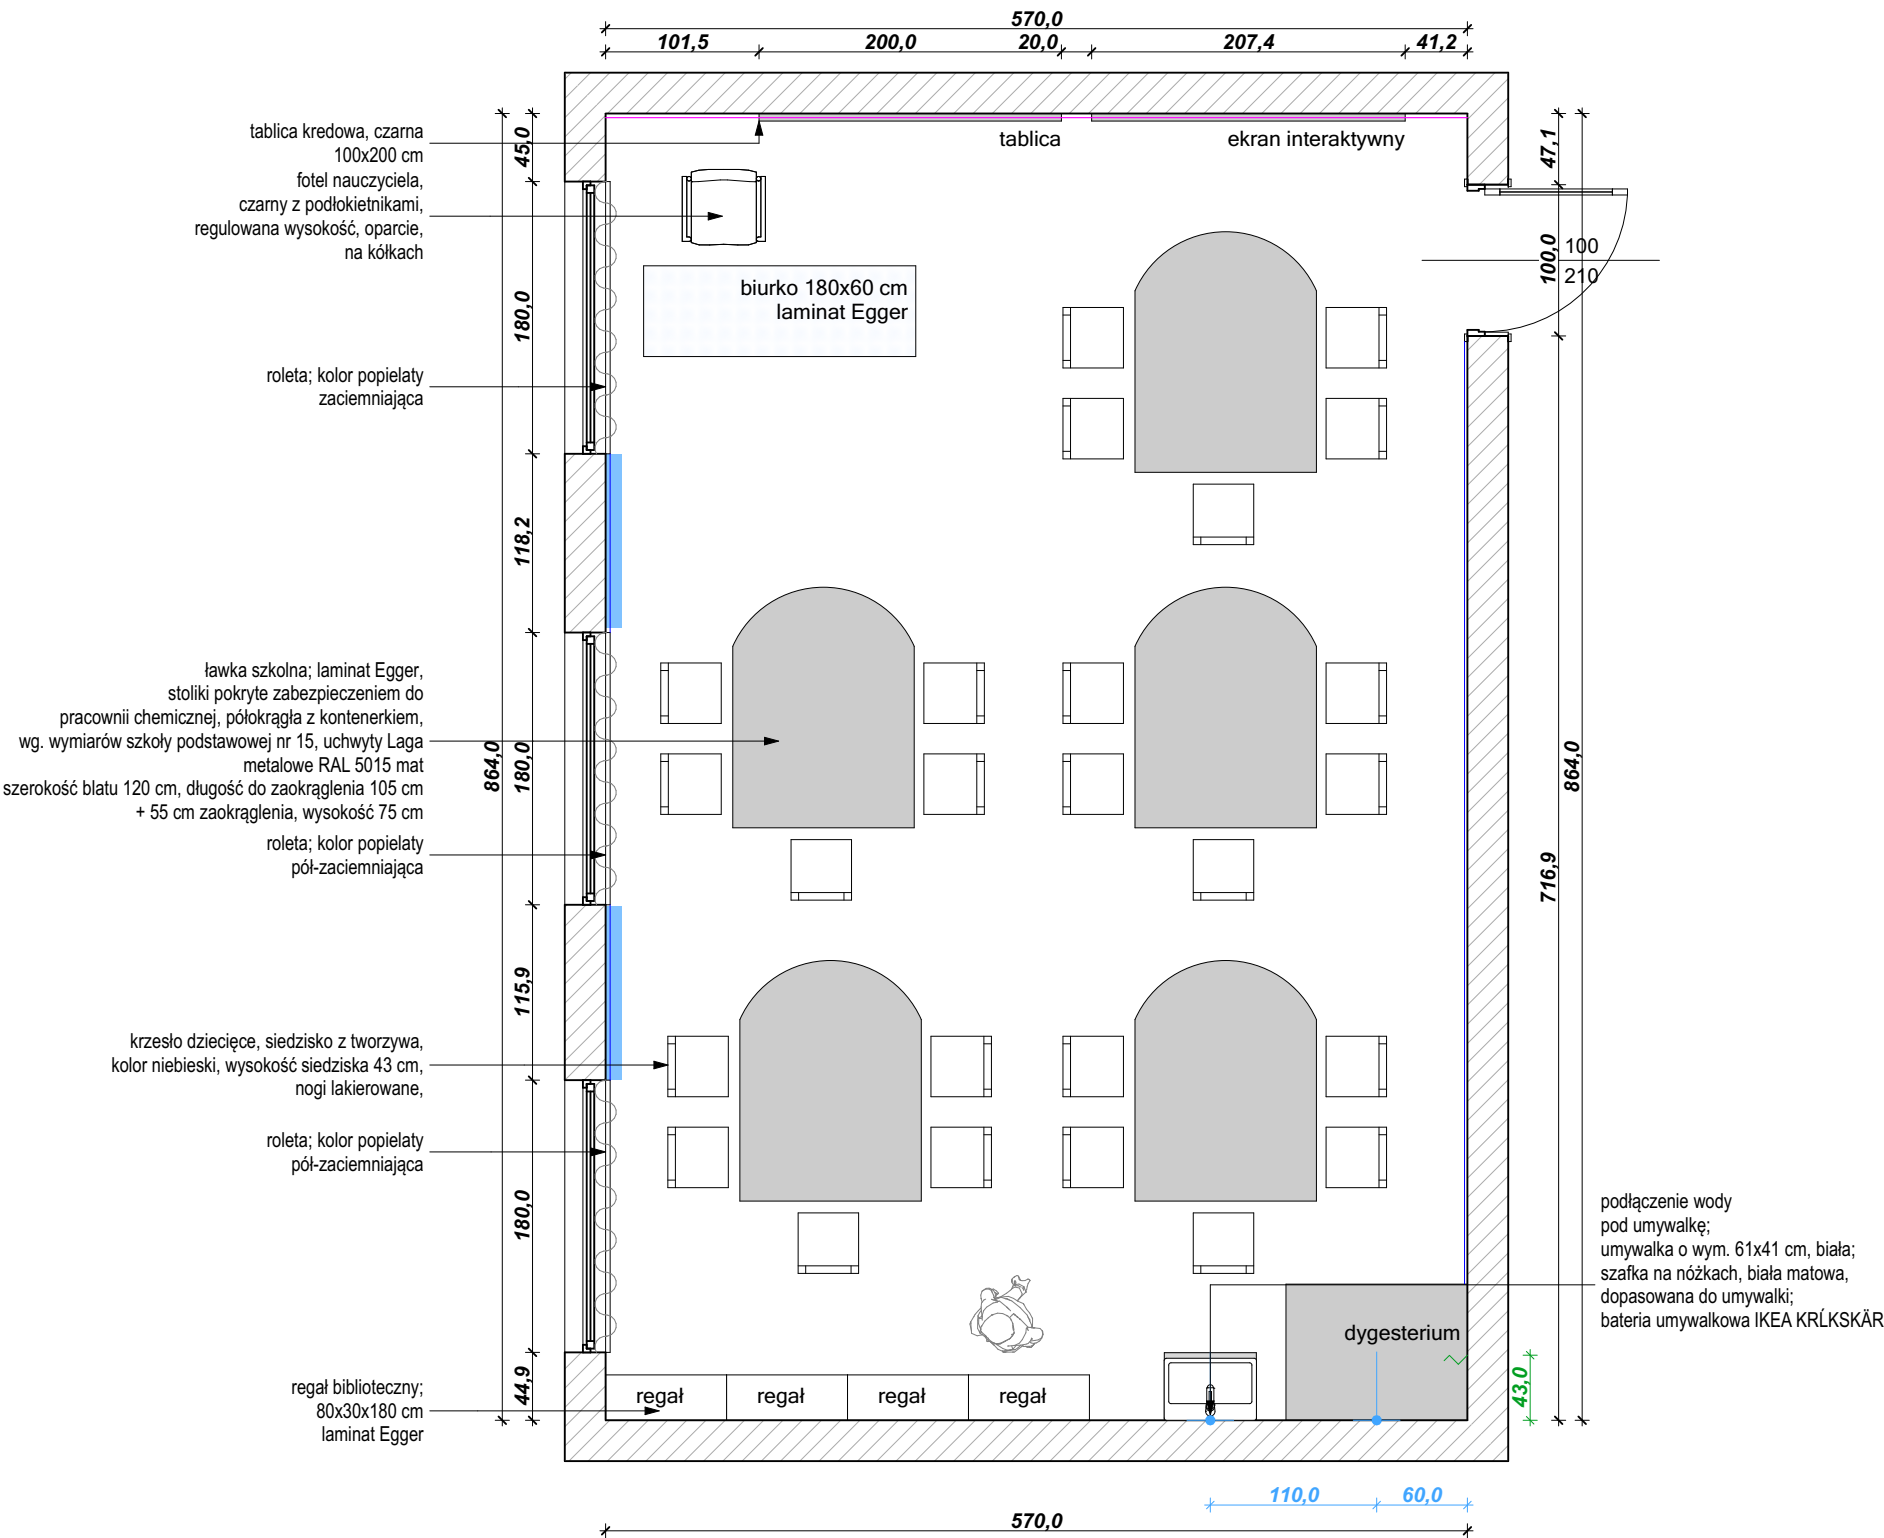 570,0
101,5
200,0
20,0
207,4
41,2
tablica kredowa, czarna
100x200 cm
fotel nauczyciela,
czarny z podłokietnikami,
regulowana wysokość, oparcie,
na kółkach
roleta; kolor popielaty
zaciemniająca
ławka szkolna; laminat Egger,
stoliki pokryte zabezpieczeniem do
pracownii chemicznej, półokrągła z kontenerkiem,
wg. wymiarów szkoły podstawowej nr 15, uchwyty Laga
metalowe RAL 5015 mat
szerokość blatu 120 cm, długość do zaokrąglenia 105 cm
+ 55 cm zaokrąglenia, wysokość 75 cm
roleta; kolor popielaty
pół-zaciemniająca
krzesło dziecięce, siedzisko z tworzywa,
kolor niebieski, wysokość siedziska 43 cm,
nogi lakierowane,
roleta; kolor popielaty
pół-zaciemniająca
regał biblioteczny;
80x30x180 cm
laminat Egger
864,0
45,0
180,0
118,2
180,0
115,9
180,0
44,9
tablica
ekran interaktywny
biurko 180x60 cm
laminat Egger
regał
regał
regał
regał
dygesterium
47,1
100,0
100
210
716,9
864,0
43,0
podłączenie wody
pod umywalkę;
umywalka o wym. 61x41 cm, biała;
szafka na nóżkach, biała matowa,
dopasowana do umywalki;
bateria umywalkowa IKEA KRĹKSKÄR
110,0
60,0
570,0